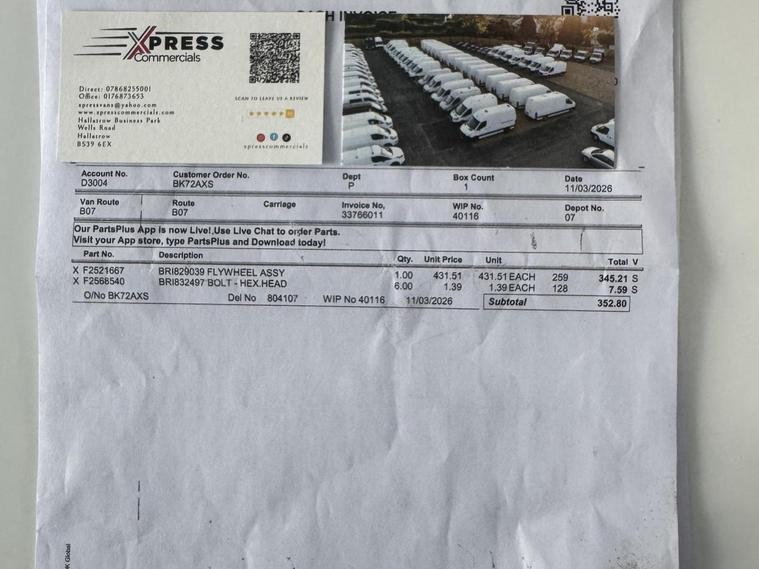 XPRESS
Commercials
Direct: 07868255001
Office: 0176873653
xpressvans@yahoo.com
www.xpresscommercials.com
Hallatrow Business Park
Wells Road
Hallatrow
BS39 6EX
SCAN TO LEAVE US A REVIEW
xpresscommercials
Account No. Customer Order No. Dept Box Count Date
D3004 BK72AXS P 1 11/03/2026
Van Route Route Carriage Invoice No, WIP No. Depot No.
B07 B07 33766011 40116 07
Our PartsPlus App is now Live!,Use Live Chat to order Parts.
Visit your App store, type PartsPlus and Download today!
Part No. Description Qty. Unit Price Unit Total V
X F2521667 BRI829039 FLYWHEEL ASSY 1.00 431.51 431.51 EACH 259 345.21 S
X F2568540 BRI832497 BOLT - HEX.HEAD 6.00 1.39 1.39 EACH 128 7.59 S
O/No BK72AXS Del No 804107 WIP No 40116 11/03/2026 Subtotal 352.80
Global